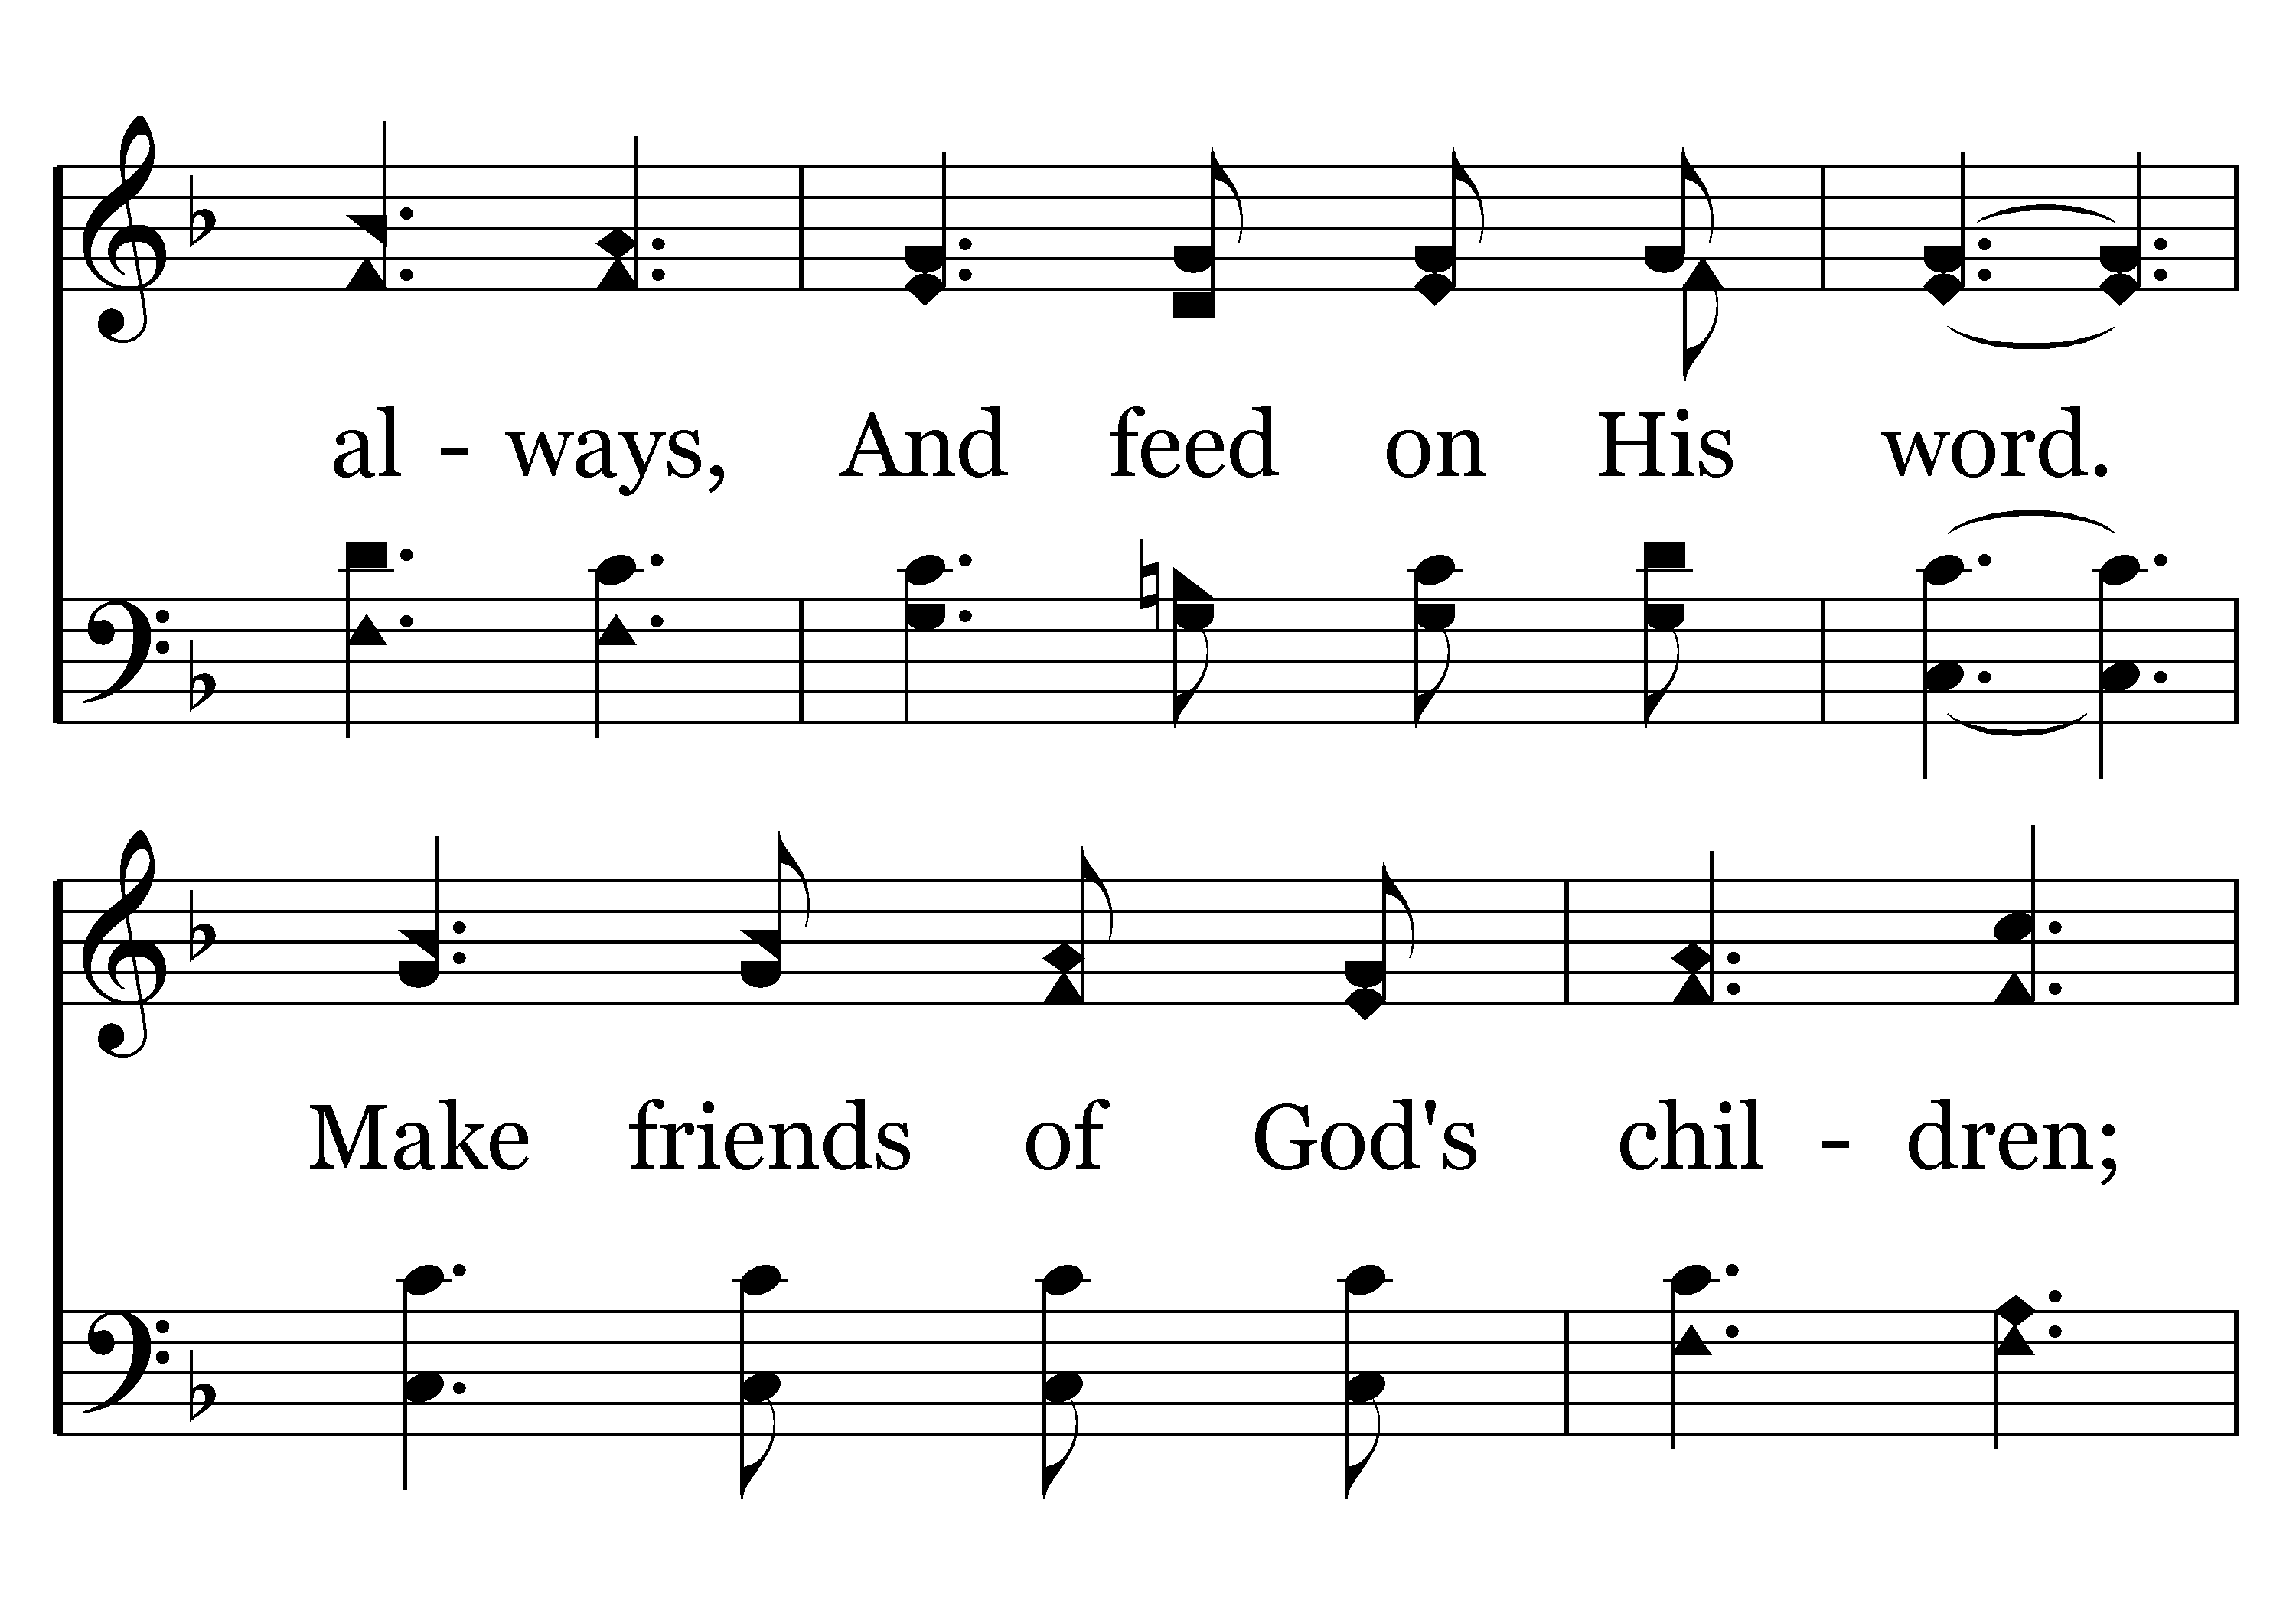 al - ways, And feed on His word.
Make friends of God's chil - dren;